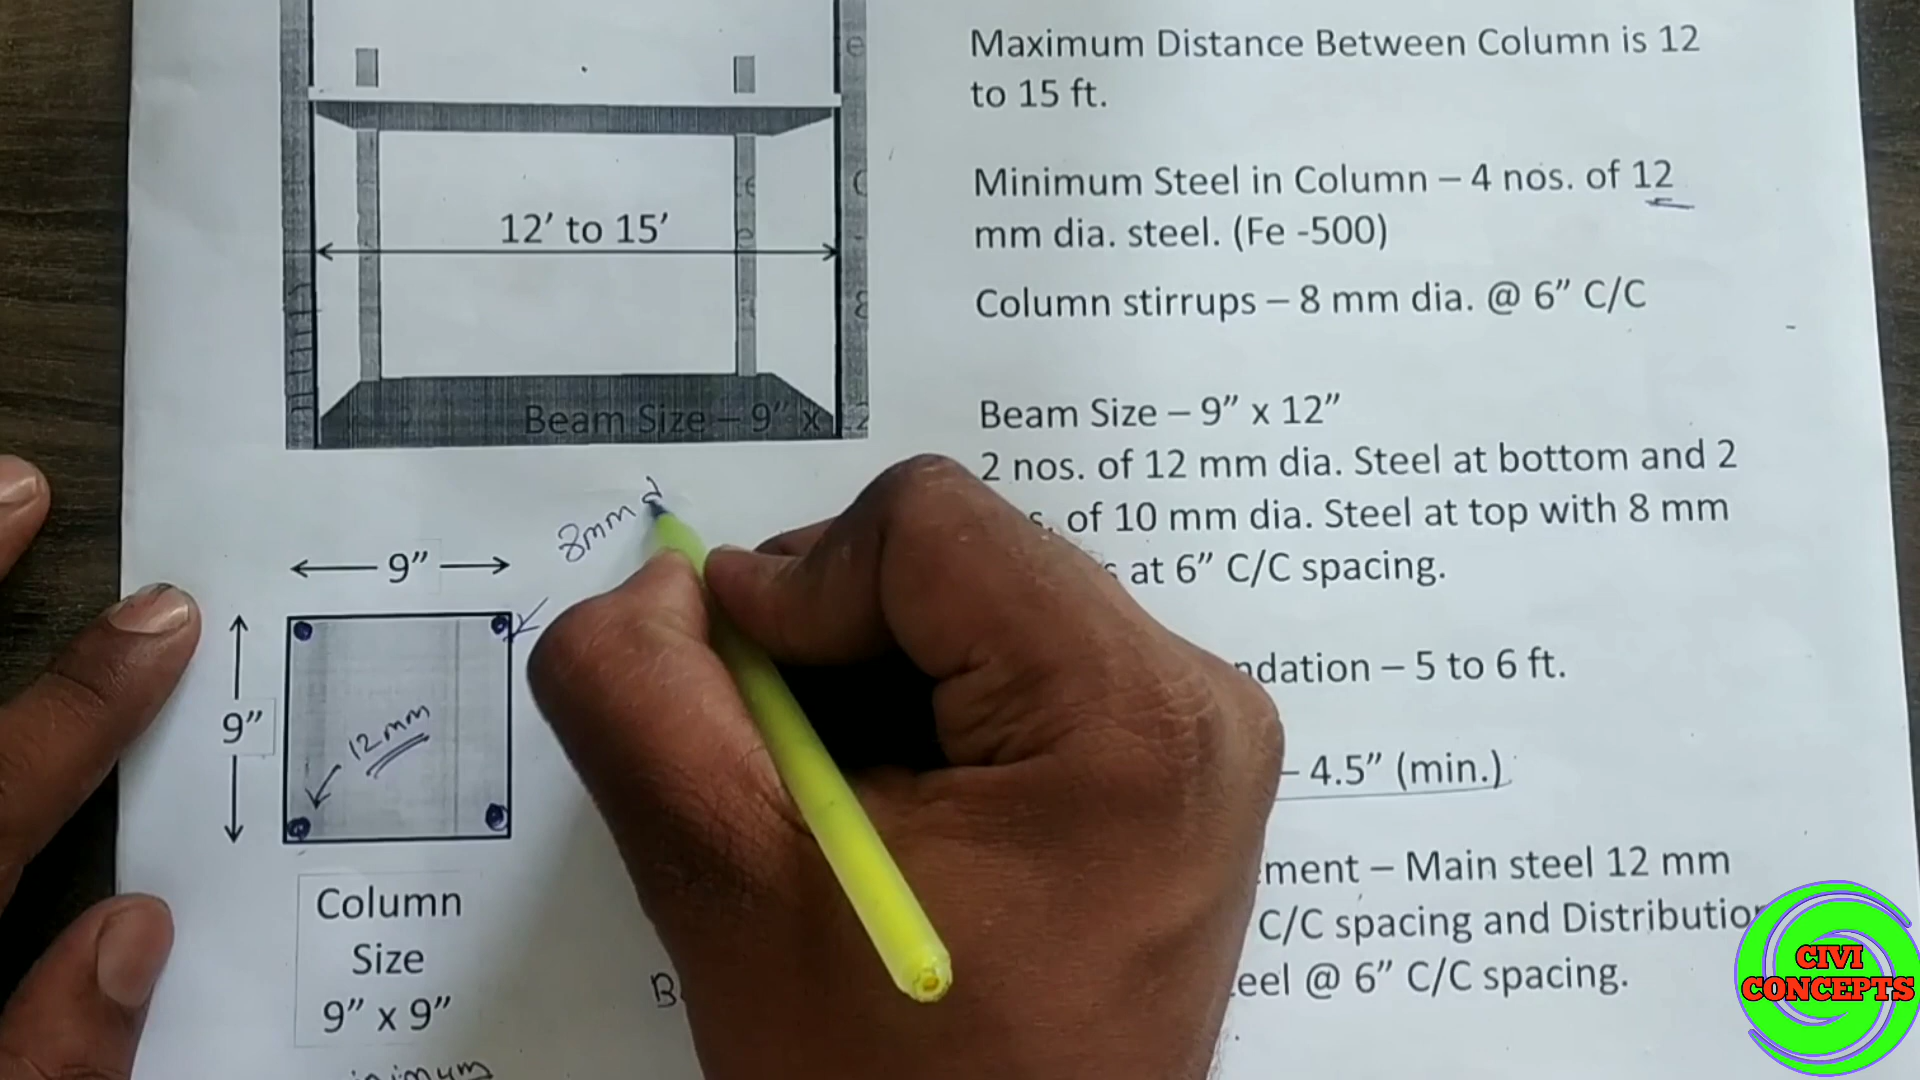 Maximum Distance Between Column is 12
to 15 ft.
Minimum Steel in Column – 4 nos. of 12
mm dia. steel. (Fe -500)
Column stirrups – 8 mm dia. @ 6” C/C
Beam Size – 9” x 12”
2 nos. of 12 mm dia. Steel at bottom and 2
of 10 mm dia. Steel at top with 8 mm
at 6” C/C spacing.
– 5 to 6 ft.
– 4.5” (min.)
– Main steel 12 mm
C/C spacing and
@ 6” C/C spacing.
12’ to 15’
Beam Size – 9” x 12
8mm
9”
9”
12mm
Column
Size
9” x 9”
CIVI
CONCEPTS